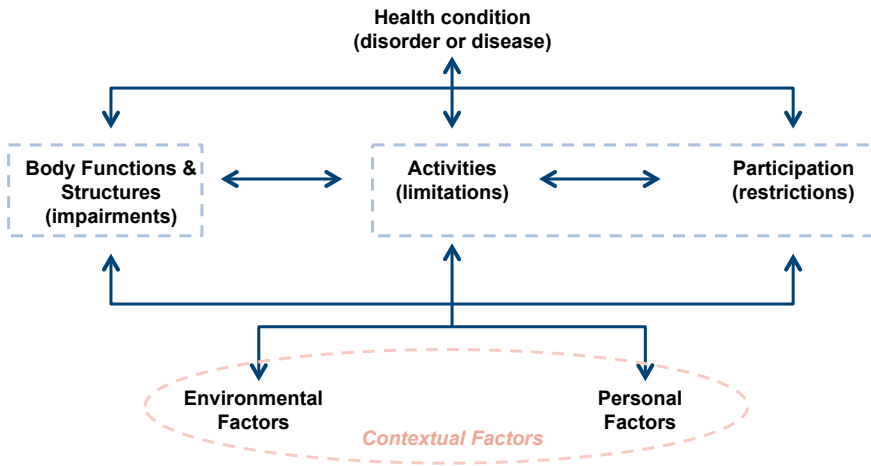 Health condition
(disorder or disease)
Body Functions &
Structures
(impairments)
Activities
(limitations)
Participation
(restrictions)
Environmental
Factors
Personal
Factors
Contextual Factors